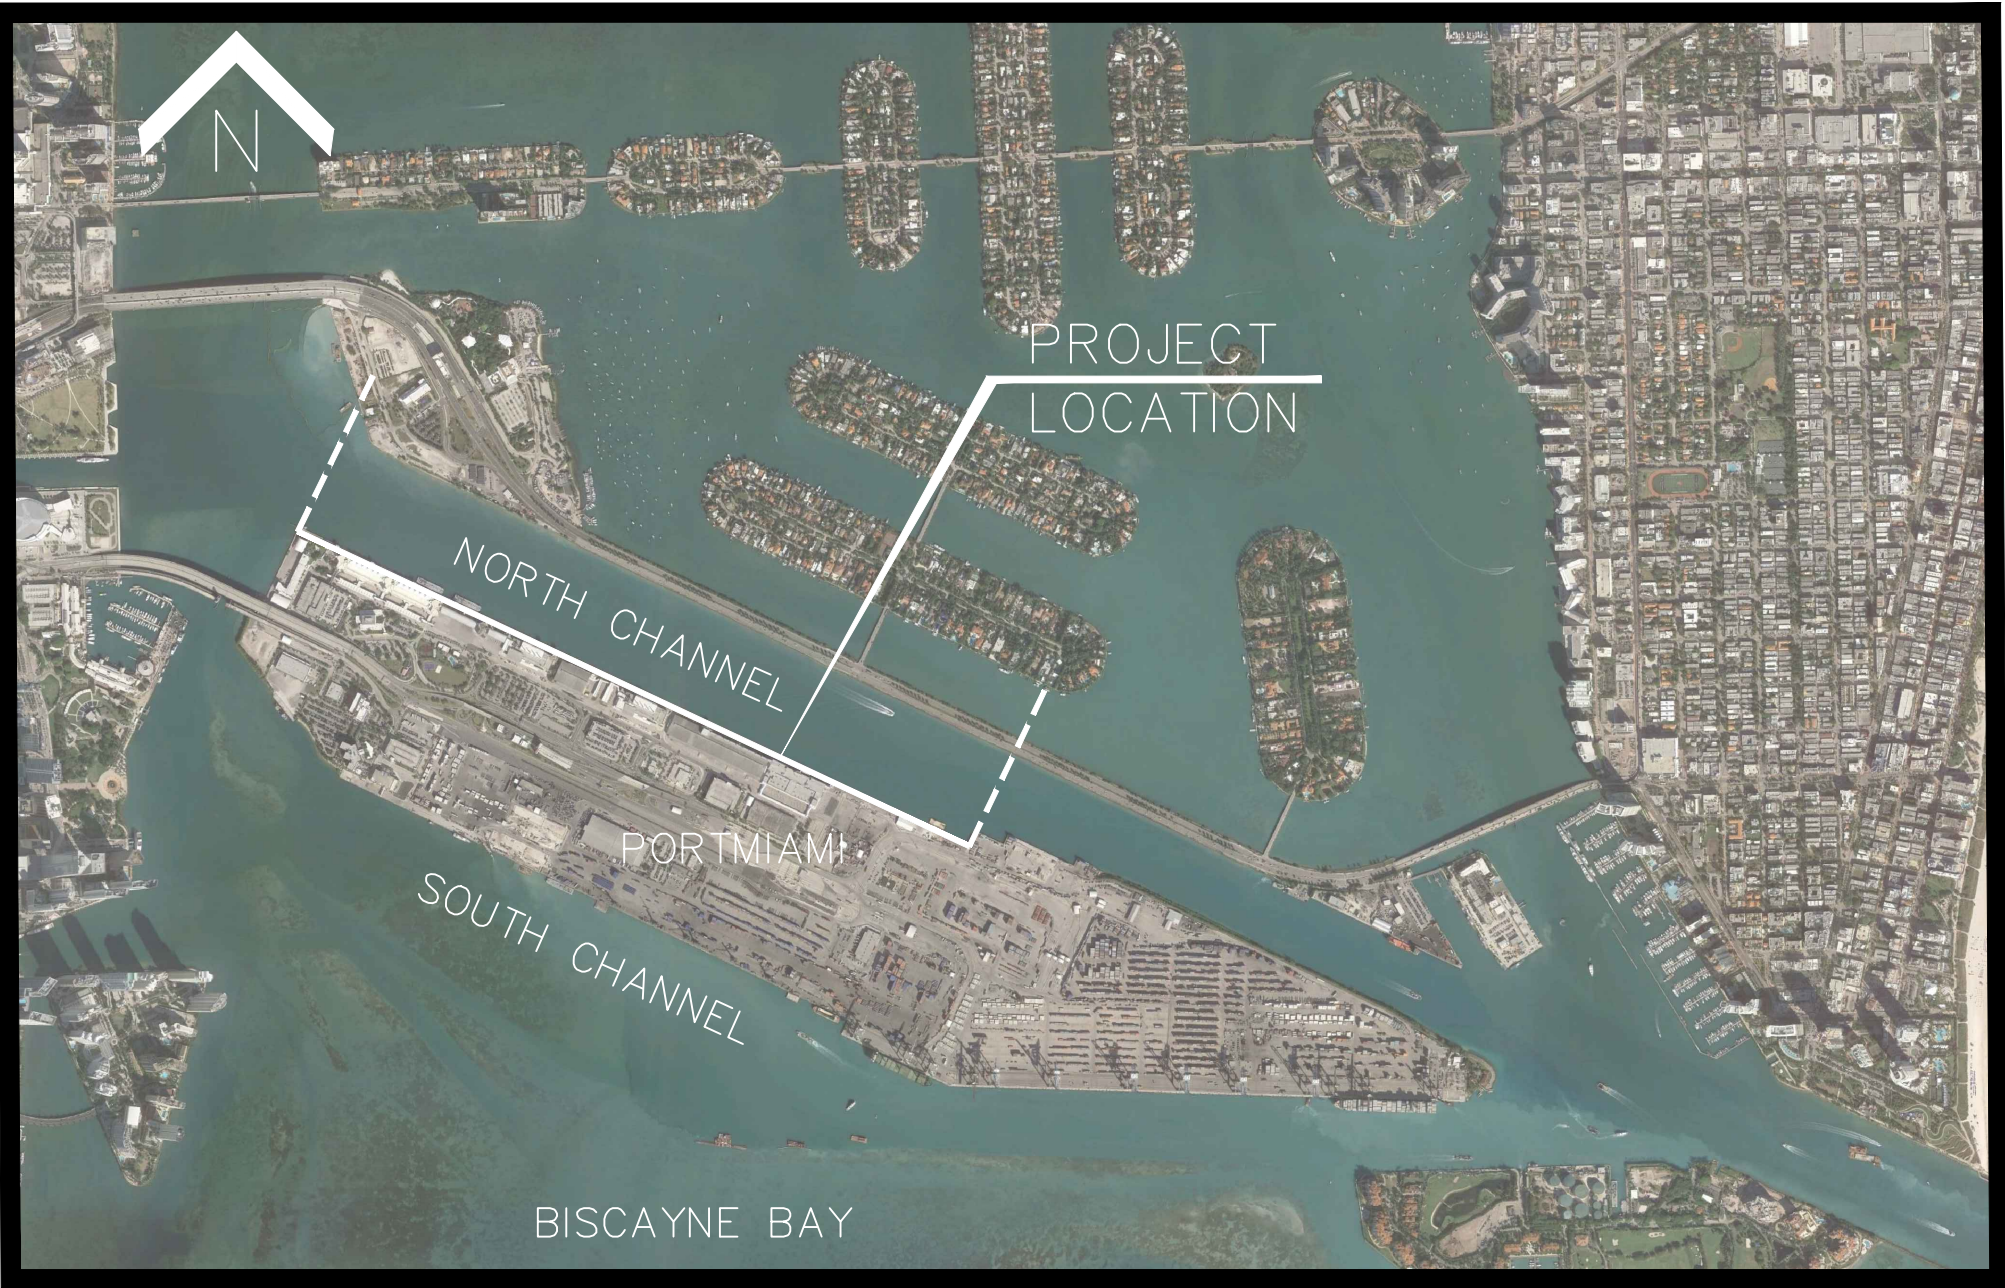 N
PROJECT
LOCATION
NORTH CHANNEL
PORTMIAMI
SOUTH CHANNEL
BISCAYNE BAY